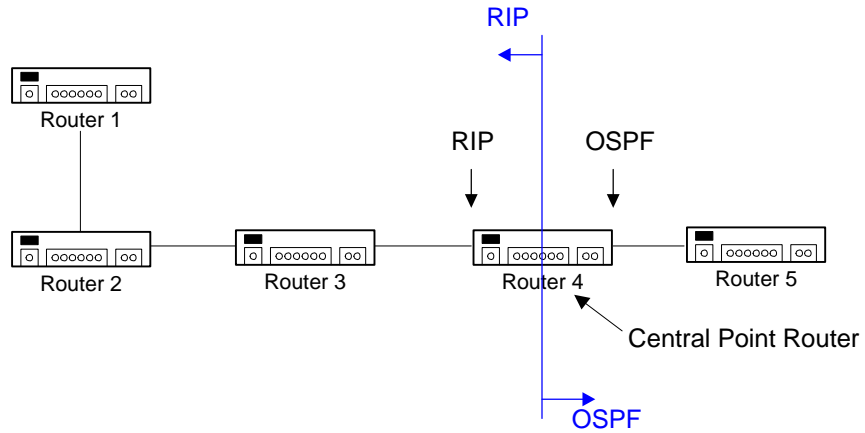 RIP
Router 1
RIP
OSPF
Router 2
Router 3
Router 4
Router 5
Central Point Router
OSPF